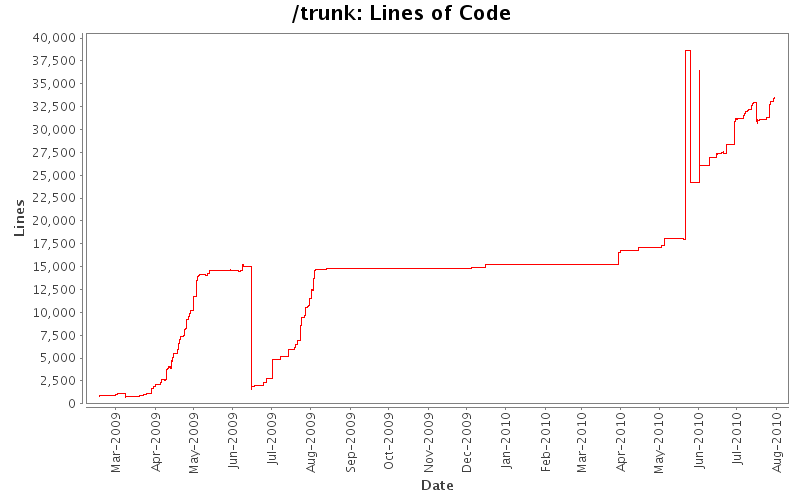 /trunk: Lines of Code
40,000
37,500
35,000
32,500
30,000
27,500
25,000
22,500
20,000
17,500
15,000
12,500
10,000
7,500
5,000
2,500
0
Lines
Mar-2009
Apr-2009
May-2009
Jun-2009
Jul-2009
Aug-2009
Sep-2009
Oct-2009
Nov-2009
Dec-2009
Jan-2010
Feb-2010
Apr-2010
May-2010
Jun-2010
Jul-2010
Aug-2010
Date